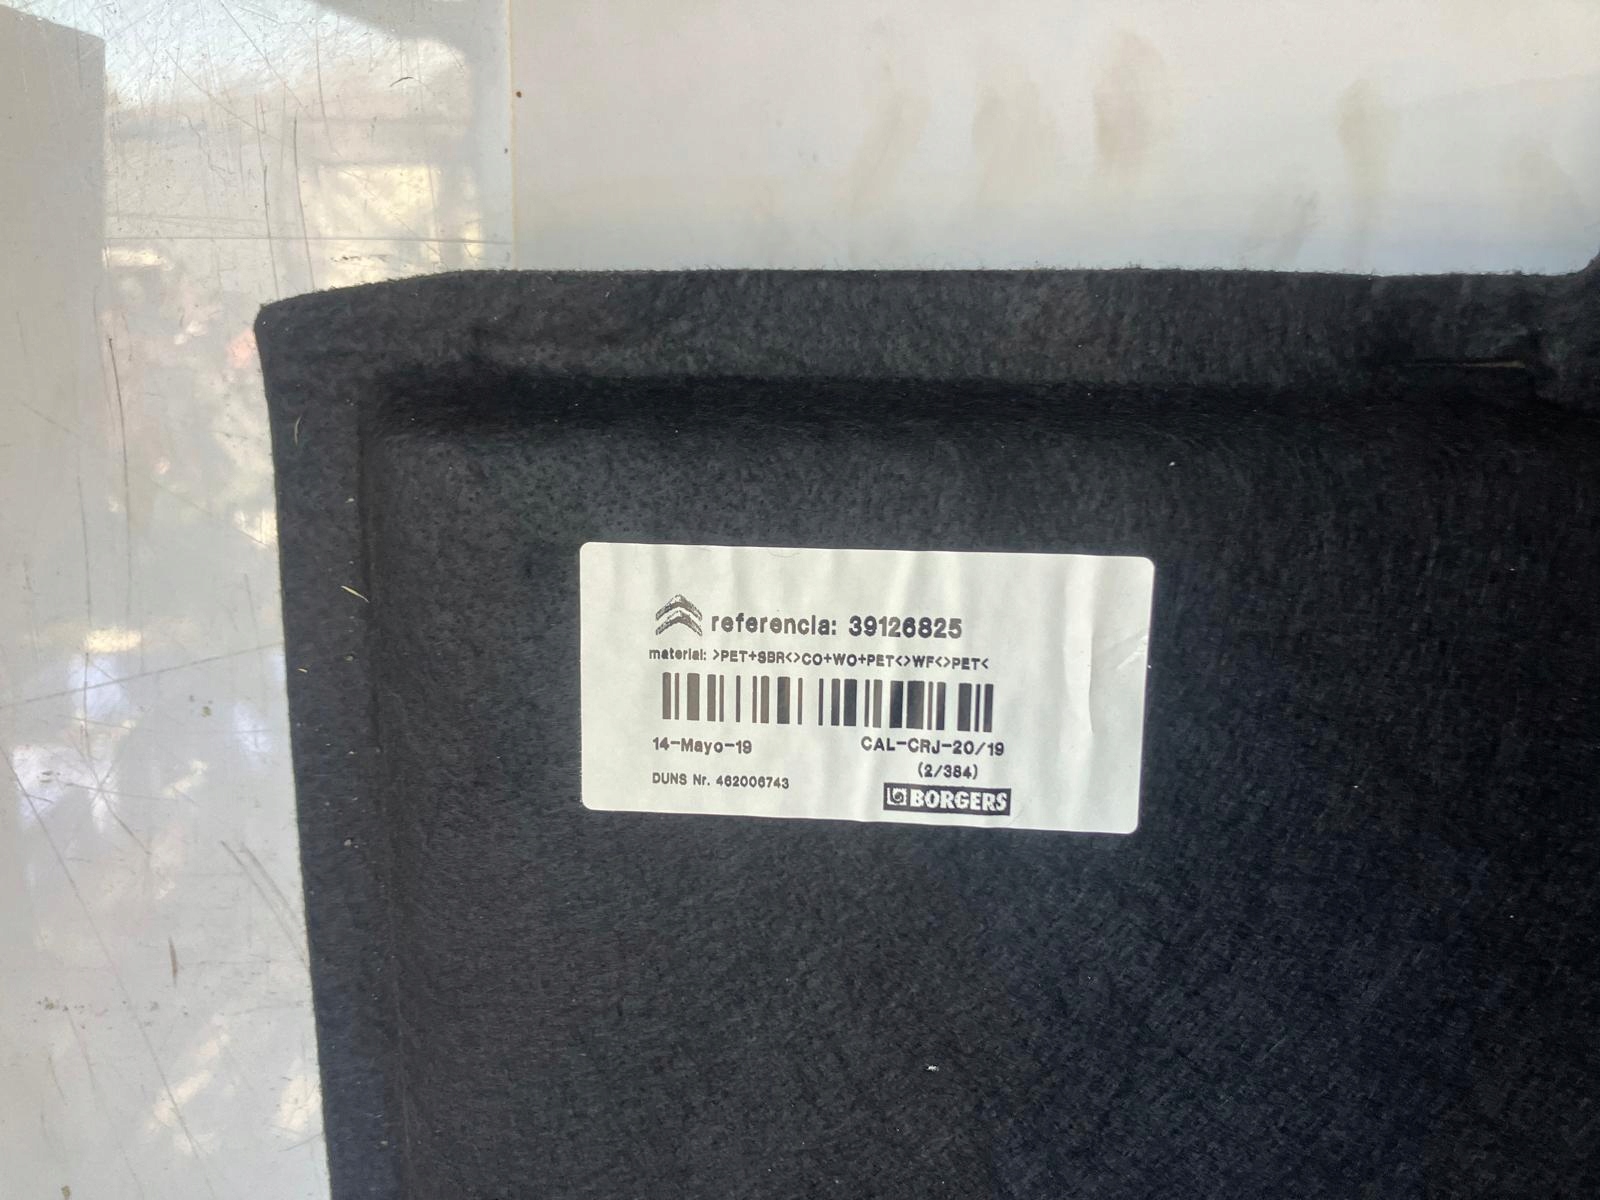 referencia: 39126825
material: >PET+SBR<>CO+WO+PET<>WF<>PET<
14-Mayo-19 CAL-CRJ-20/19
(2/384)
DUNS Nr. 462006743
BORGERS